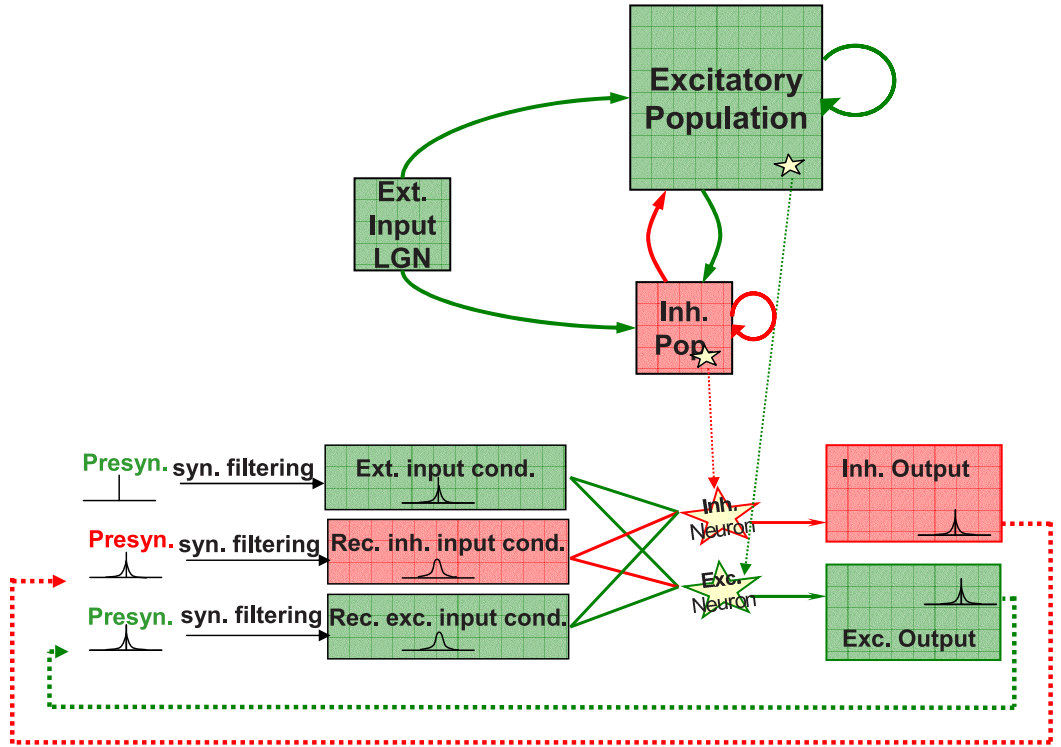 Excitatory
Population
Ext.
Input
LGN
Inh.
Pop.
Presyn.
syn. filtering
Ext. input cond.
Inh.
Neuron
Inh. Output
Presyn.
syn. filtering
Rec. inh. input cond.
Presyn.
syn. filtering
Rec. exc. input cond.
Exc.
Neuron
Exc. Output